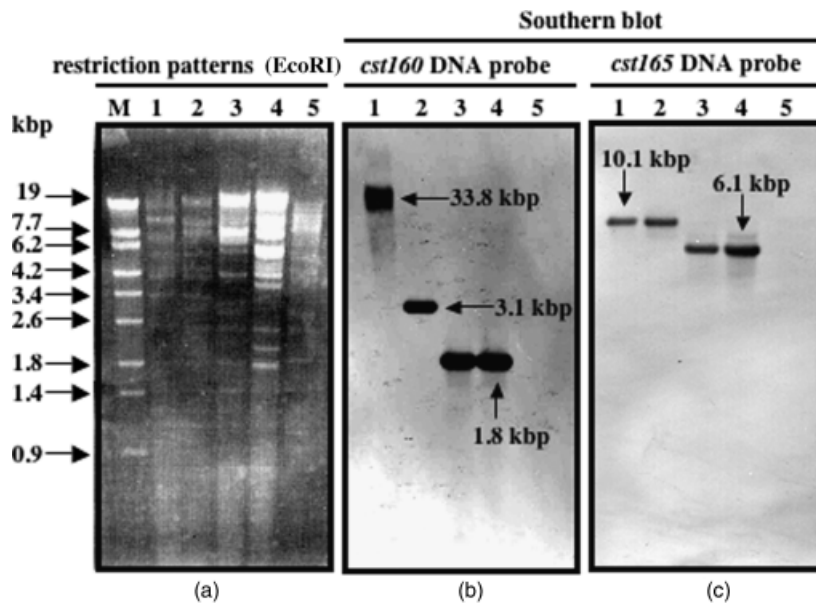 Southern blot
restriction patterns (EcoRI)
cst160 DNA probe
cst165 DNA probe
kbp
M 1 2 3 4 5
1 2 3 4 5
1 2 3 4 5
19
7.7
6.2
4.2
3.4
2.6
1.8
1.4
0.9
33.8 kbp
3.1 kbp
1.8 kbp
10.1 kbp
6.1 kbp
(a)
(b)
(c)